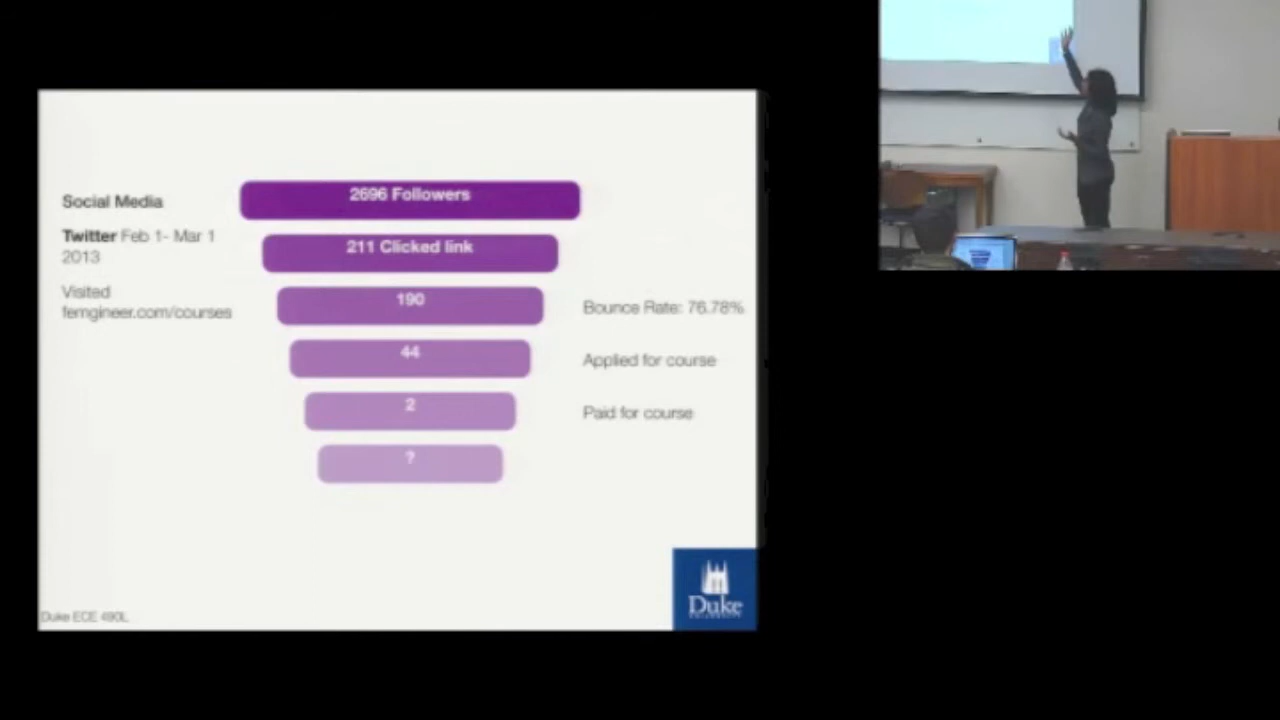 2696 Followers
Social Media
Twitter Feb 1- Mar 1
2013
211 Clicked link
Visited
femgineer.com/courses
190
Bounce Rate: 76.78%
44
Applied for course
2
Paid for course
?
Duke
UNIVERSITY
Duke ECE 490L